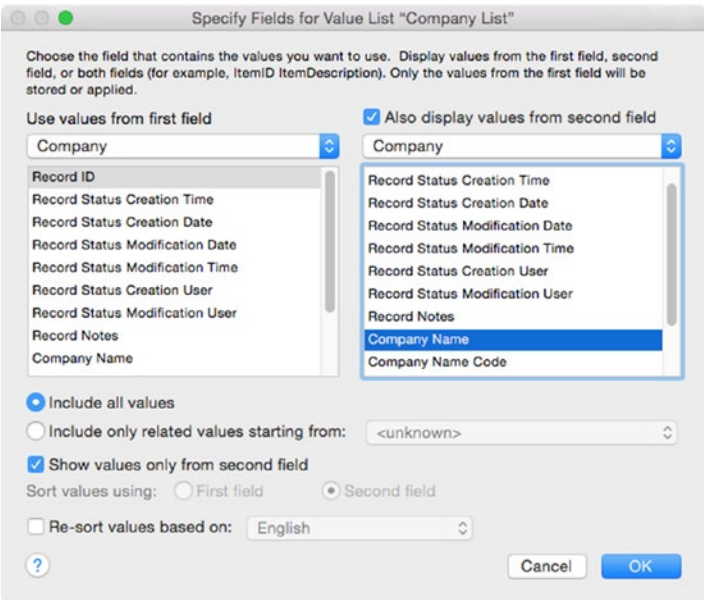 Specify Fields for Value List “Company List”
Choose the field that contains the values you want to use. Display values from the first field, second
field, or both fields (for example, ItemID ItemDescription). Only the values from the first field will be
stored or applied.
Use values from first field
Company
Record ID
Record Status Creation Time
Record Status Creation Date
Record Status Modification Date
Record Status Modification Time
Record Status Creation User
Record Status Modification User
Record Notes
Company Name
Also display values from second field
Company
Record Status Creation Time
Record Status Creation Date
Record Status Modification Date
Record Status Modification Time
Record Status Creation User
Record Status Modification User
Record Notes
Company Name
Company Name Code
Include all values
Include only related values starting from: <unknown>
Show values only from second field
Sort values using: First field Second field
Re-sort values based on: English
? Cancel OK